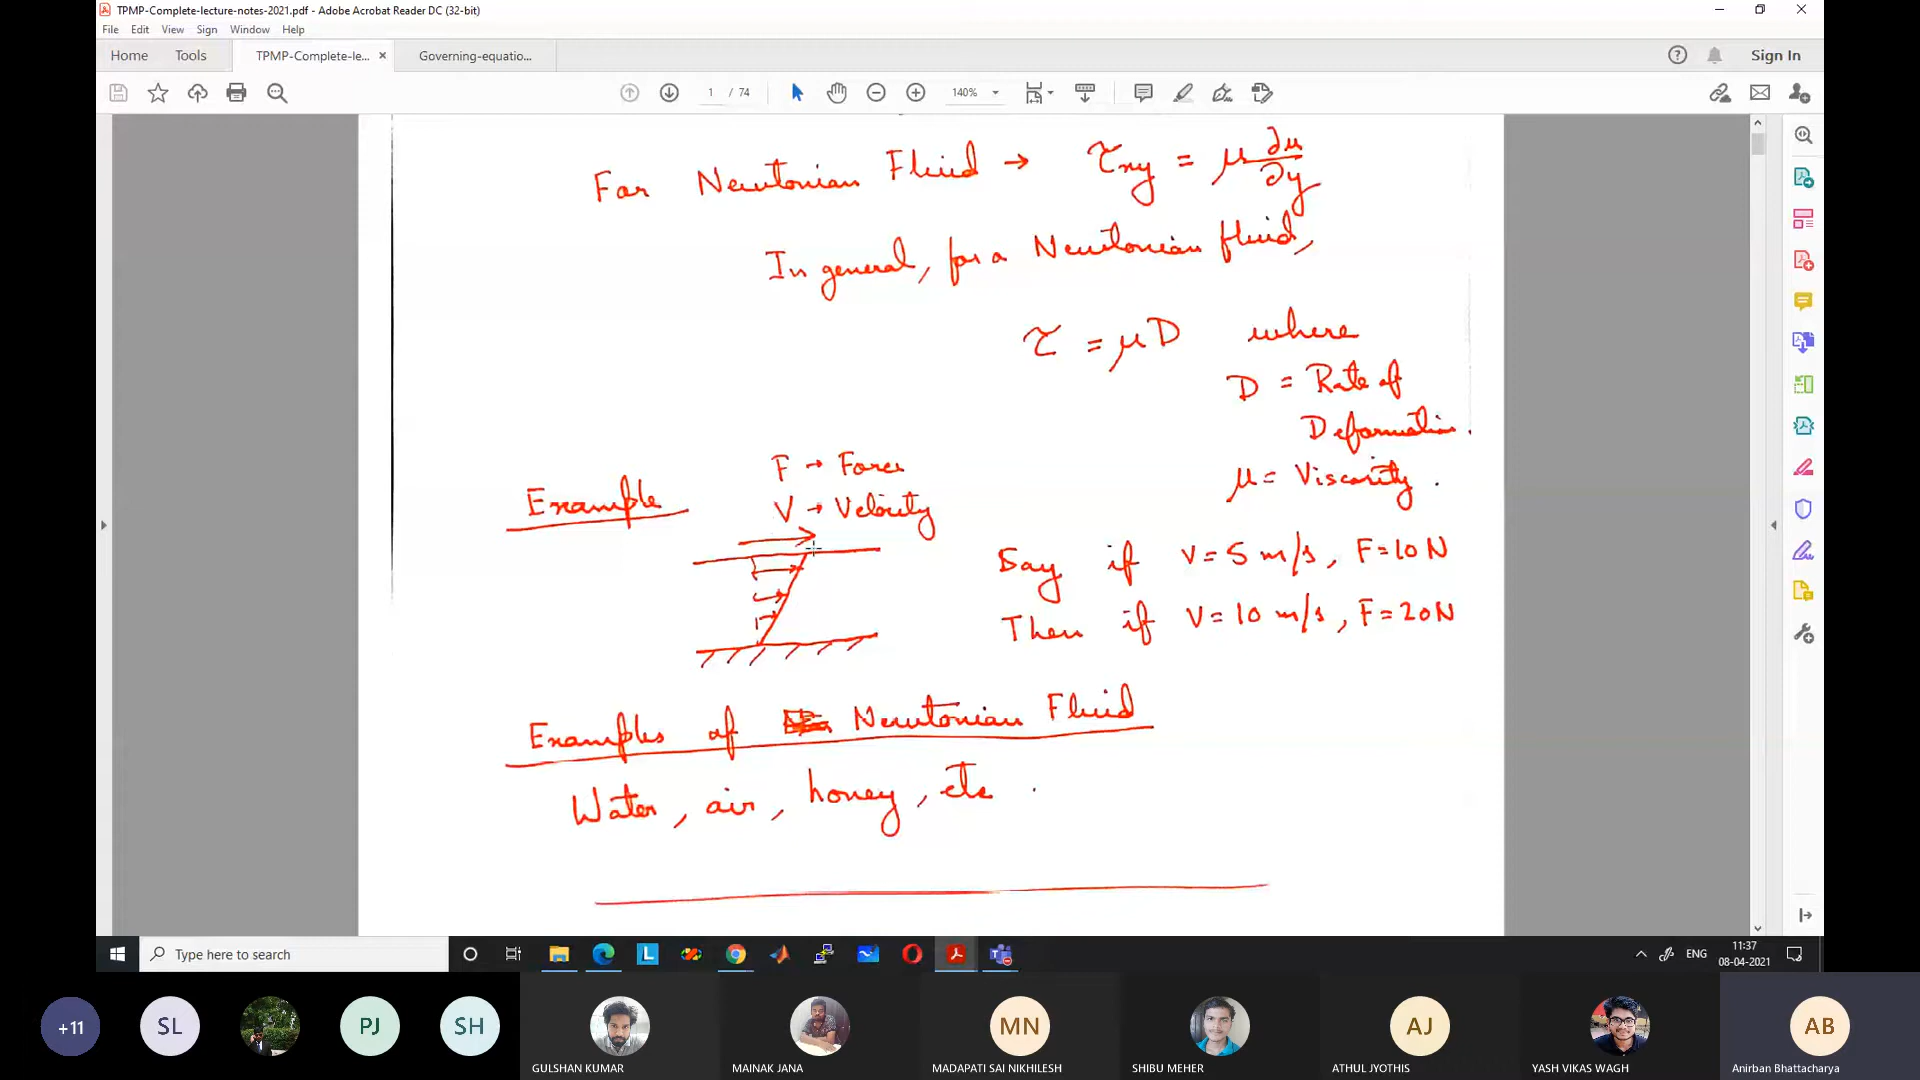 TPMP-Complete-lecture-notes-2021.pdf - Adobe Acrobat Reader DC (32-bit)
File Edit View Sign Window Help
Home Tools TPMP-Complete-le... × Governing-equatio... Sign In
1 / 74 140%
For Newtonian Fluid → τxy = μ ∂u/∂y
In general, for a Newtonian fluid,
τ = μD where
D = Rate of
Deformation.
F → Force
μ = Viscosity.
Example
V → Velocity
Say if V = 5 m/s, F = 10 N
Then if V = 10 m/s, F = 20 N
Examples of Newtonian Fluid
Water, air, honey, etc.
Type here to search
ENG
11:37
08-04-2021
+11 SL PJ SH MN AJ AB
GULSHAN KUMAR MAINAK JANA MADAPATI SAI NIKHILESH SHIBU MEHER ATHUL JYOTHIS YASH VIKAS WAGH Anirban Bhattacharya